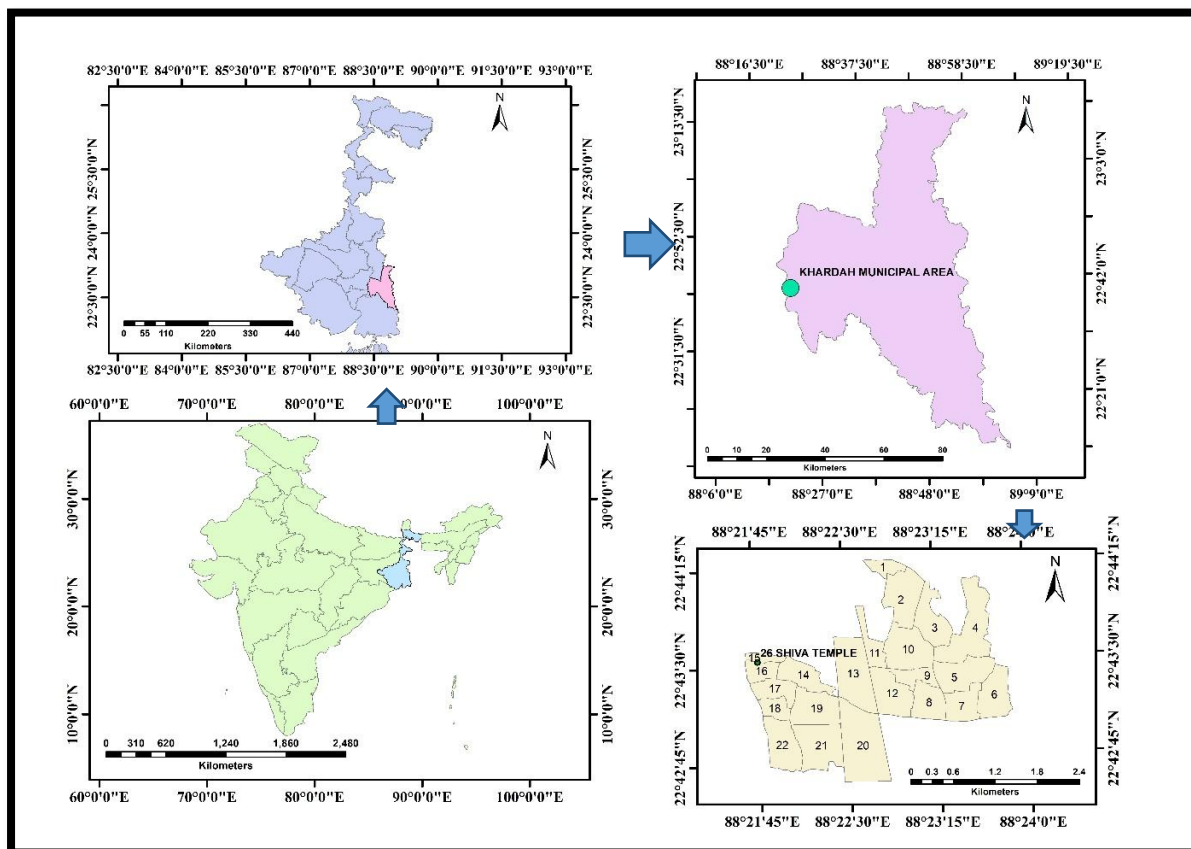 82°30'0"E 84°0'0"E 85°30'0"E 87°0'0"E 88°30'0"E 90°0'0"E 91°30'0"E 93°0'0"E
N
25°30'0"N
24°0'0"N
22°30'0"N
25°30'0"N
24°0'0"N
22°30'0"N
0 55 110 220 330 440
Kilometers
82°30'0"E 84°0'0"E 85°30'0"E 87°0'0"E 88°30'0"E 90°0'0"E 91°30'0"E 93°0'0"E
88°16'30"E 88°37'30"E 88°58'30"E 89°19'30"E
N
23°13'30"N
22°52'30"N
22°31'30"N
23°3'0"N
22°42'0"N
22°21'0"N
KHARDAH MUNICIPAL AREA
0 10 20 40 60 80
Kilometers
88°6'0"E 88°27'0"E 88°48'0"E 89°9'0"E
60°0'0"E 70°0'0"E 80°0'0"E 90°0'0"E 100°0'0"E
N
30°0'0"N
20°0'0"N
10°0'0"N
30°0'0"N
20°0'0"N
10°0'0"N
0 310 620 1,240 1,860 2,480
Kilometers
60°0'0"E 70°0'0"E 80°0'0"E 90°0'0"E 100°0'0"E
88°21'45"E 88°22'30"E 88°23'15"E
N
22°44'15"N
22°43'30"N
22°42'45"N
22°44'15"N
22°43'30"N
22°42'45"N
1
2
3
4
10
11
15
26 SHIVA TEMPLE
16
14
13
9
5
17
12
8
7
6
18
19
22
21
20
0 0.3 0.6 1.2 1.8 2.4
Kilometers
88°21'45"E 88°22'30"E 88°23'15"E 88°24'0"E